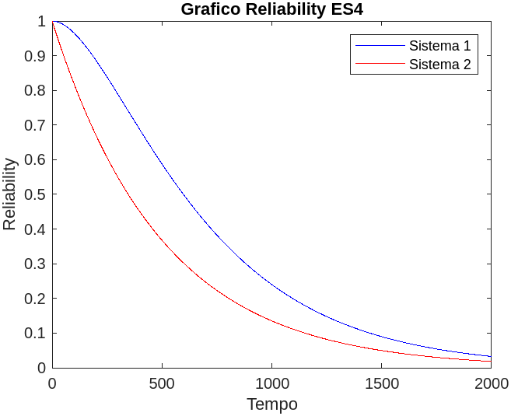 Grafico Reliability ES4
1
0.9
0.8
0.7
0.6
0.5
0.4
0.3
0.2
0.1
0
Reliability
Sistema 1
Sistema 2
0 500 1000 1500 2000
Tempo